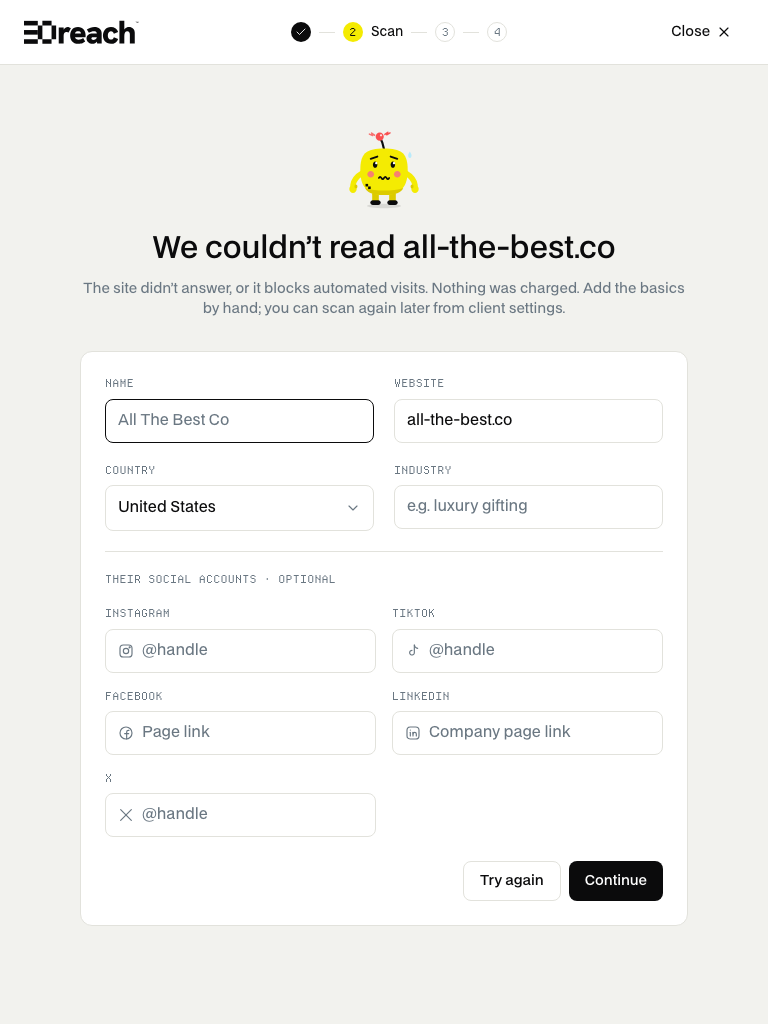 reach
2 Scan 3 4
Close
We couldn’t read all-the-best.co
The site didn’t answer, or it blocks automated visits. Nothing was charged. Add the basics
by hand; you can scan again later from client settings.
NAME
WEBSITE
All The Best Co
all-the-best.co
COUNTRY
INDUSTRY
United States
e.g. luxury gifting
THEIR SOCIAL ACCOUNTS · OPTIONAL
INSTAGRAM
TIKTOK
@handle
@handle
FACEBOOK
LINKEDIN
Page link
Company page link
X
@handle
Try again
Continue